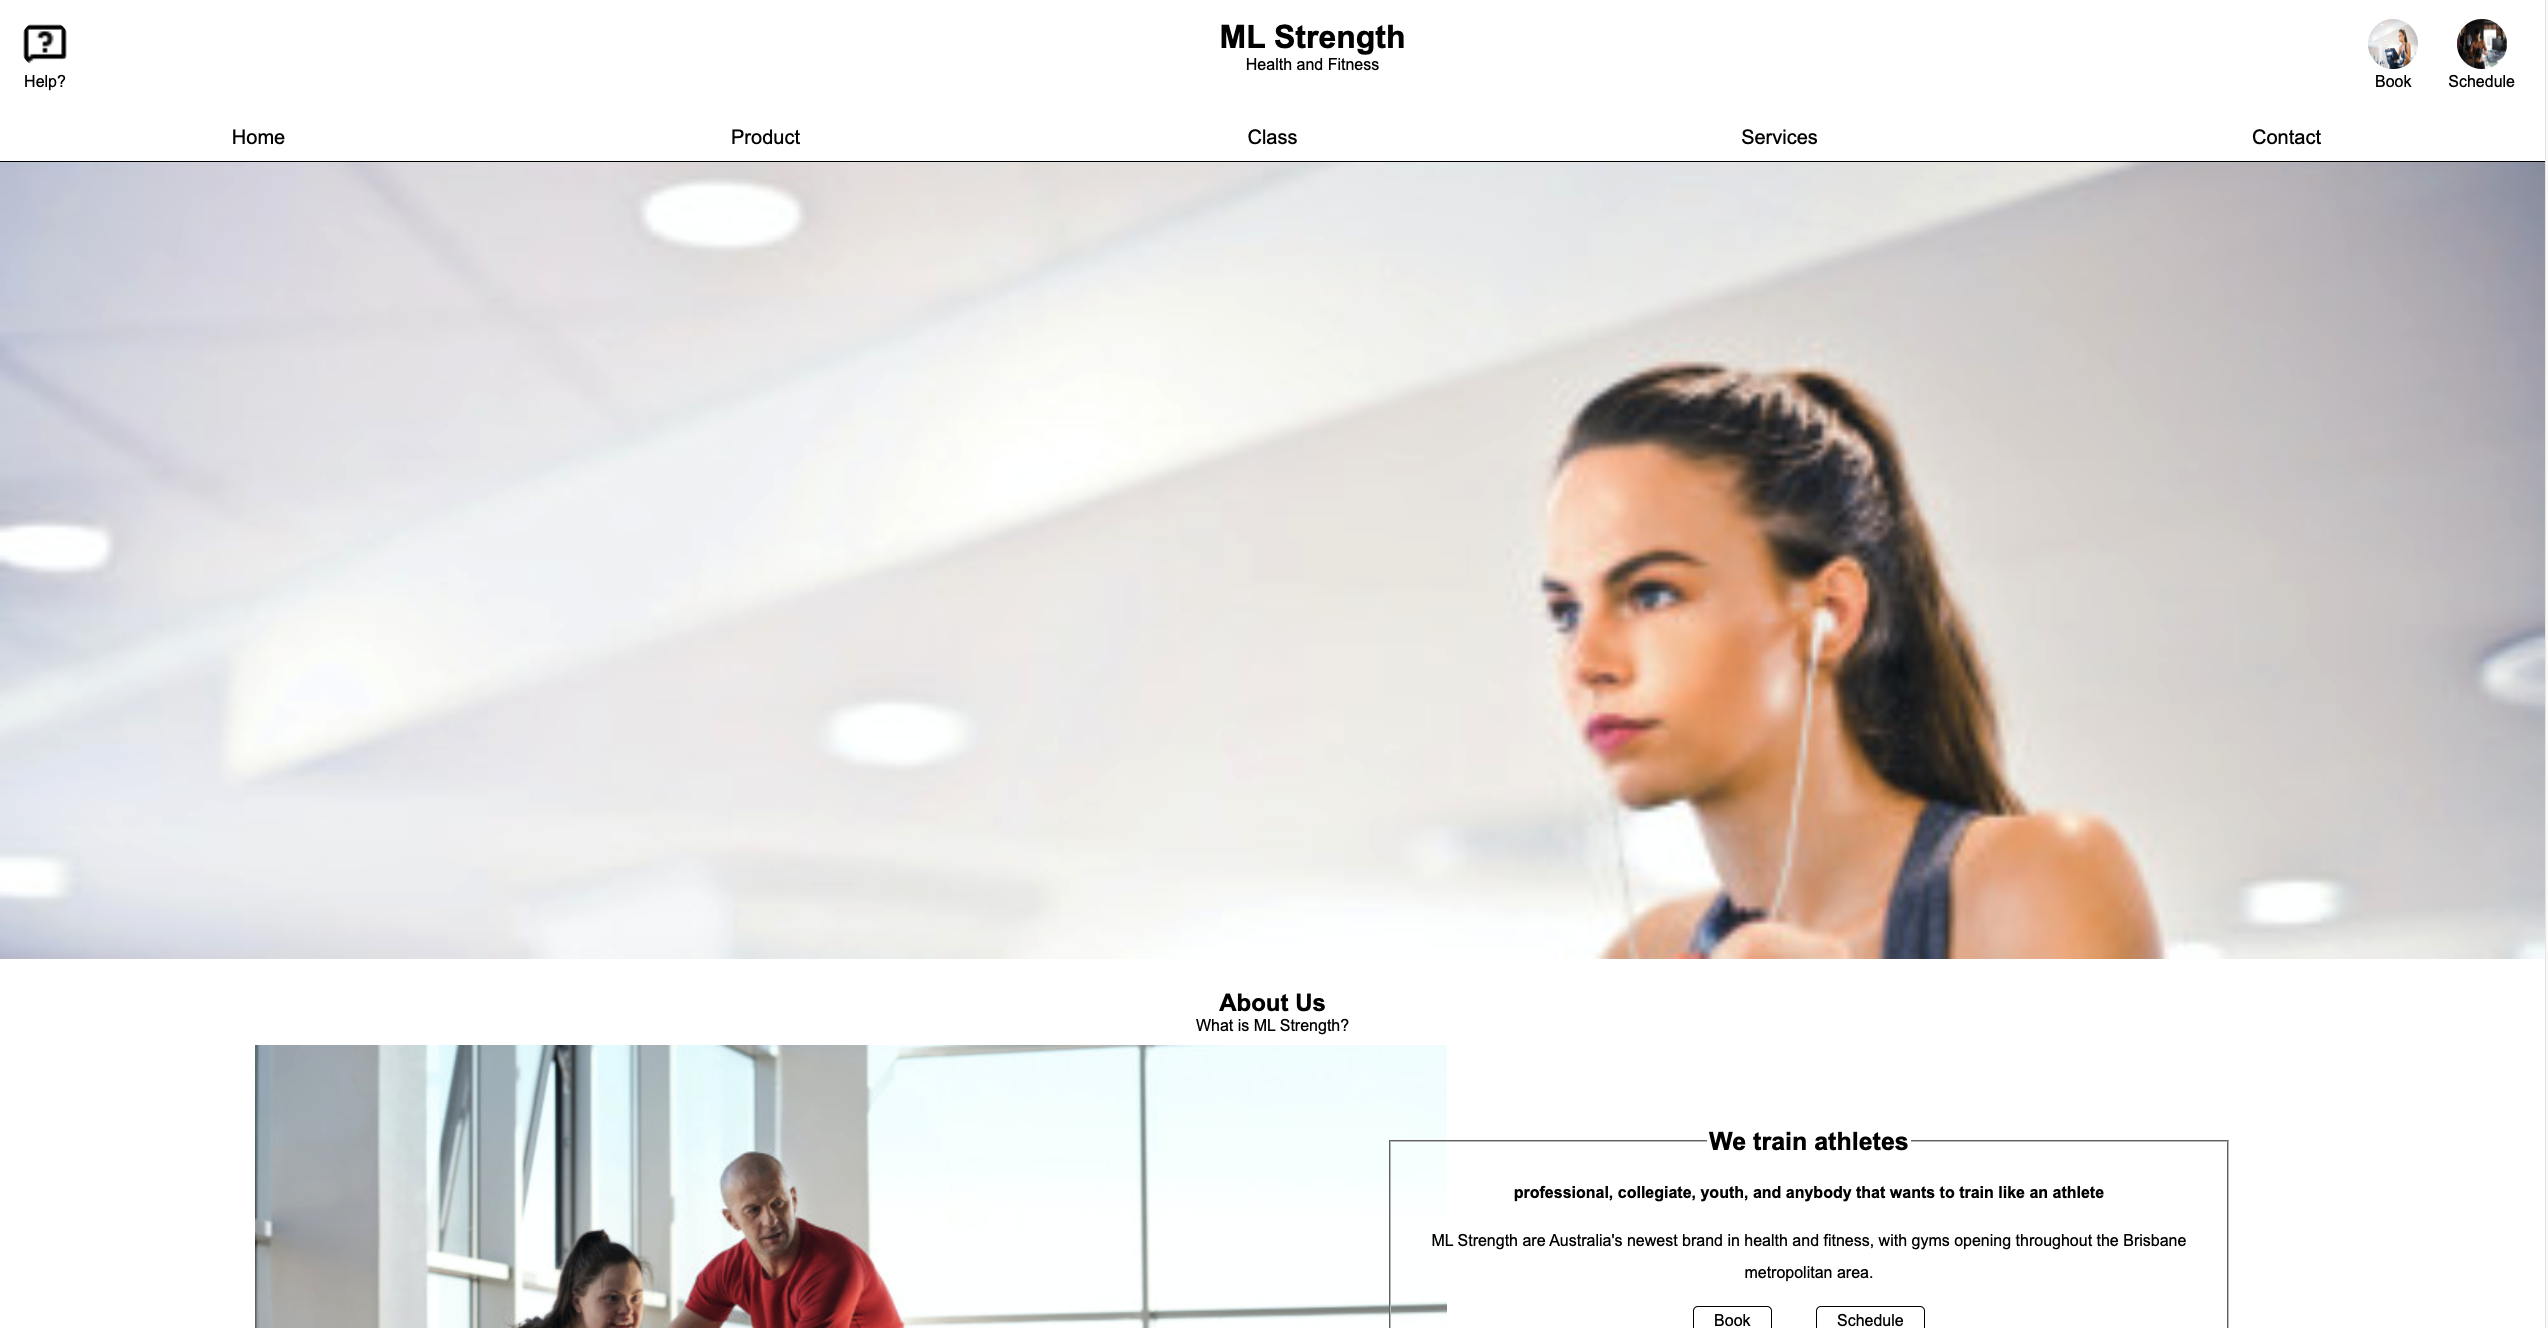 Help?
ML Strength
Health and Fitness
Book
Schedule
Home
Product
Class
Services
Contact
About Us
What is ML Strength?
We train athletes
professional, collegiate, youth, and anybody that wants to train like an athlete
ML Strength are Australia's newest brand in health and fitness, with gyms opening throughout the Brisbane
metropolitan area.
Book
Schedule